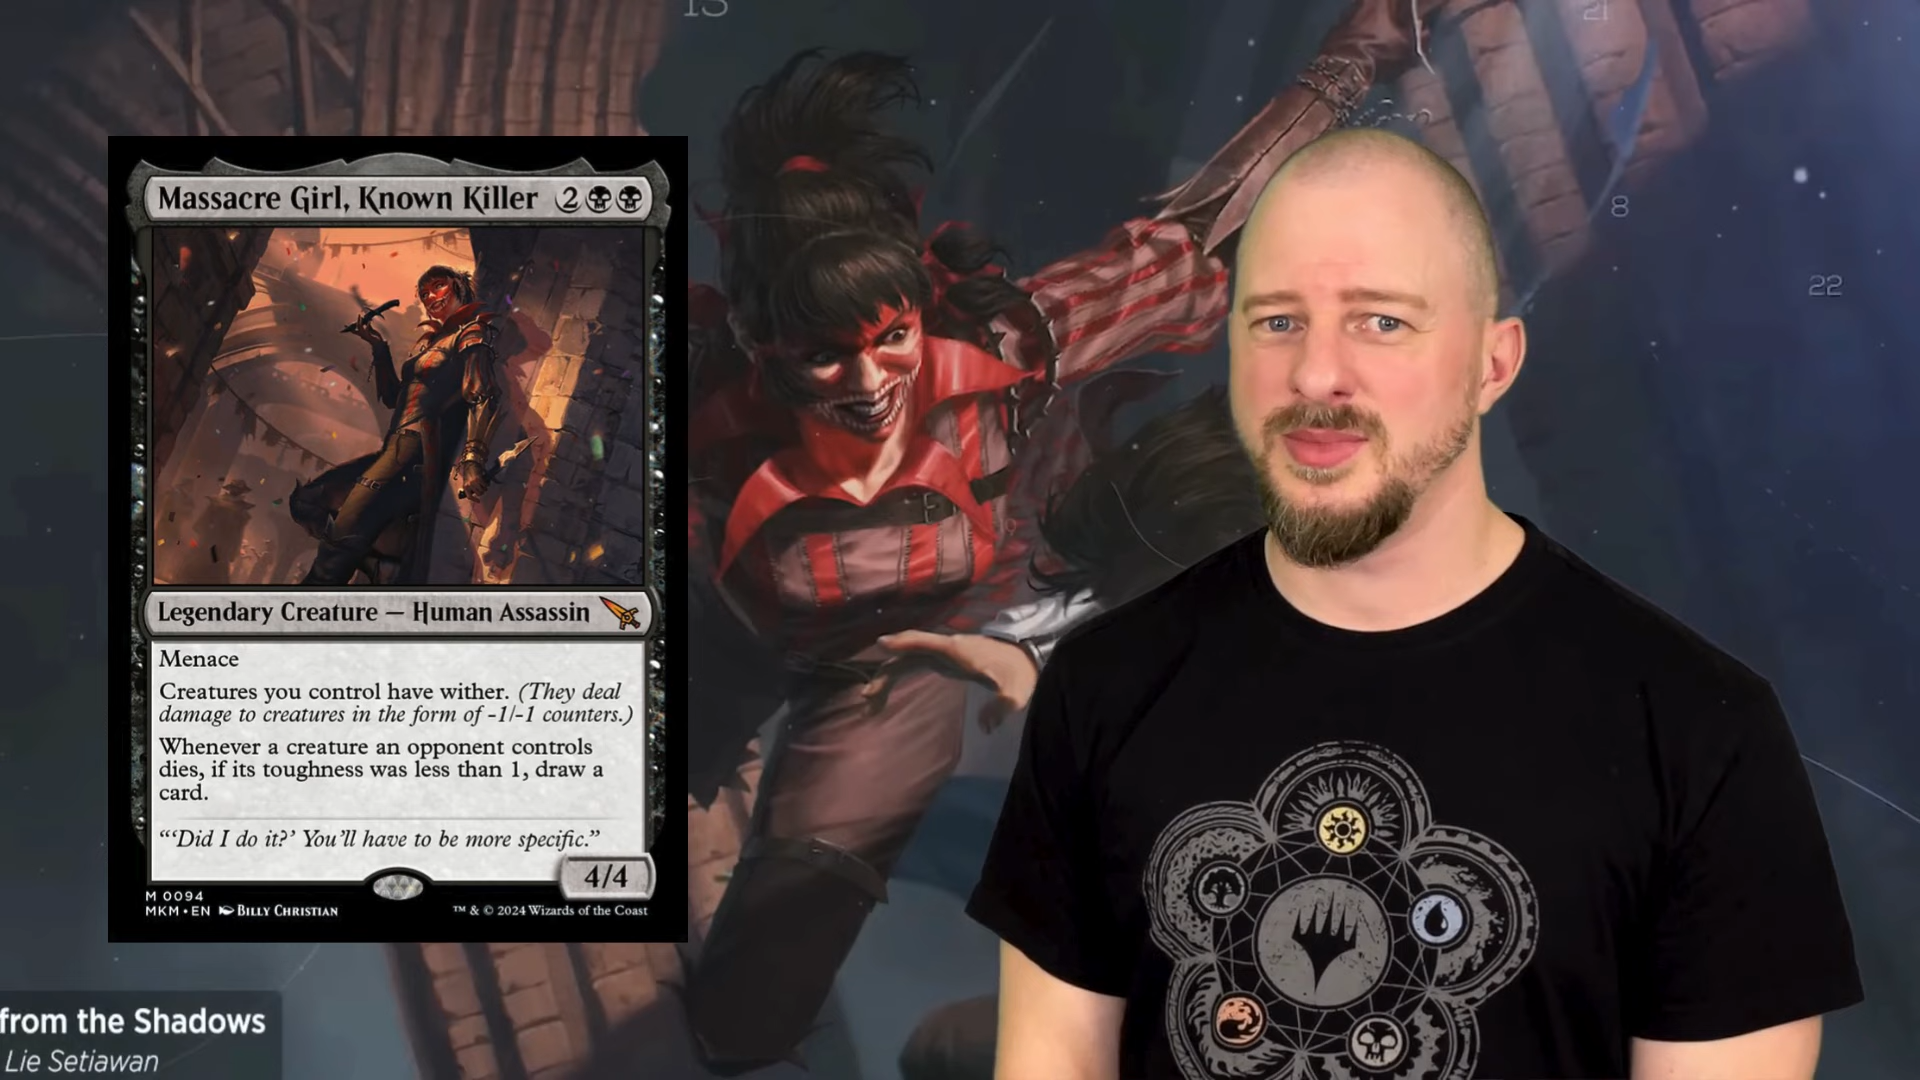 13
21
8
22
9
Massacre Girl, Known Killer 2
Legendary Creature — Human Assassin
Menace
Creatures you control have wither. (They deal
damage to creatures in the form of -1/-1 counters.)
Whenever a creature an opponent controls
dies, if its toughness was less than 1, draw a
card.
“‘Did I do it?’ You’ll have to be more specific.”
4/4
M 0094
MKM • EN BILLY CHRISTIAN
™ & © 2024 Wizards of the Coast
from the Shadows
Lie Setiawan